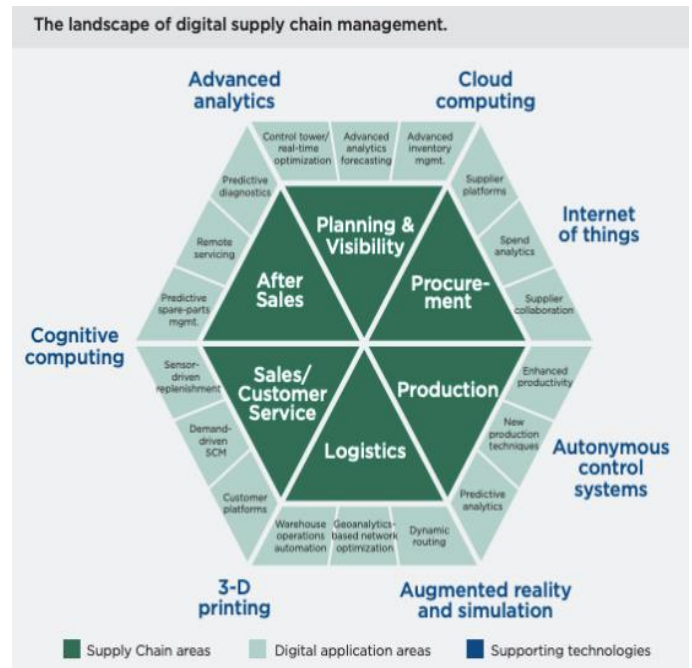 The landscape of digital supply chain management.
Advanced
analytics
Cloud
computing
Control tower/
real-time
optimization
Advanced
analytics
forecasting
Advanced
inventory
mgmt.
Predictive
diagnostics
Supplier
platforms
Planning &
Visibility
Internet
of things
Remote
servicing
Spend
analytics
After
Sales
Procure-
ment
Predictive
spare-parts
mgmt.
Supplier
collaboration
Cognitive
computing
Sensor-
driven
replenishment
Sales/
Customer
Service
Production
Enhanced
productivity
Demand-
driven
SCM
Logistics
New
production
techniques
Autonomous
control
systems
Customer
platforms
Predictive
analytics
Warehouse
operations
automation
Geoanalytics-
based network
optimization
Dynamic
routing
3-D
printing
Augmented reality
and simulation
Supply Chain areas
Digital application areas
Supporting technologies